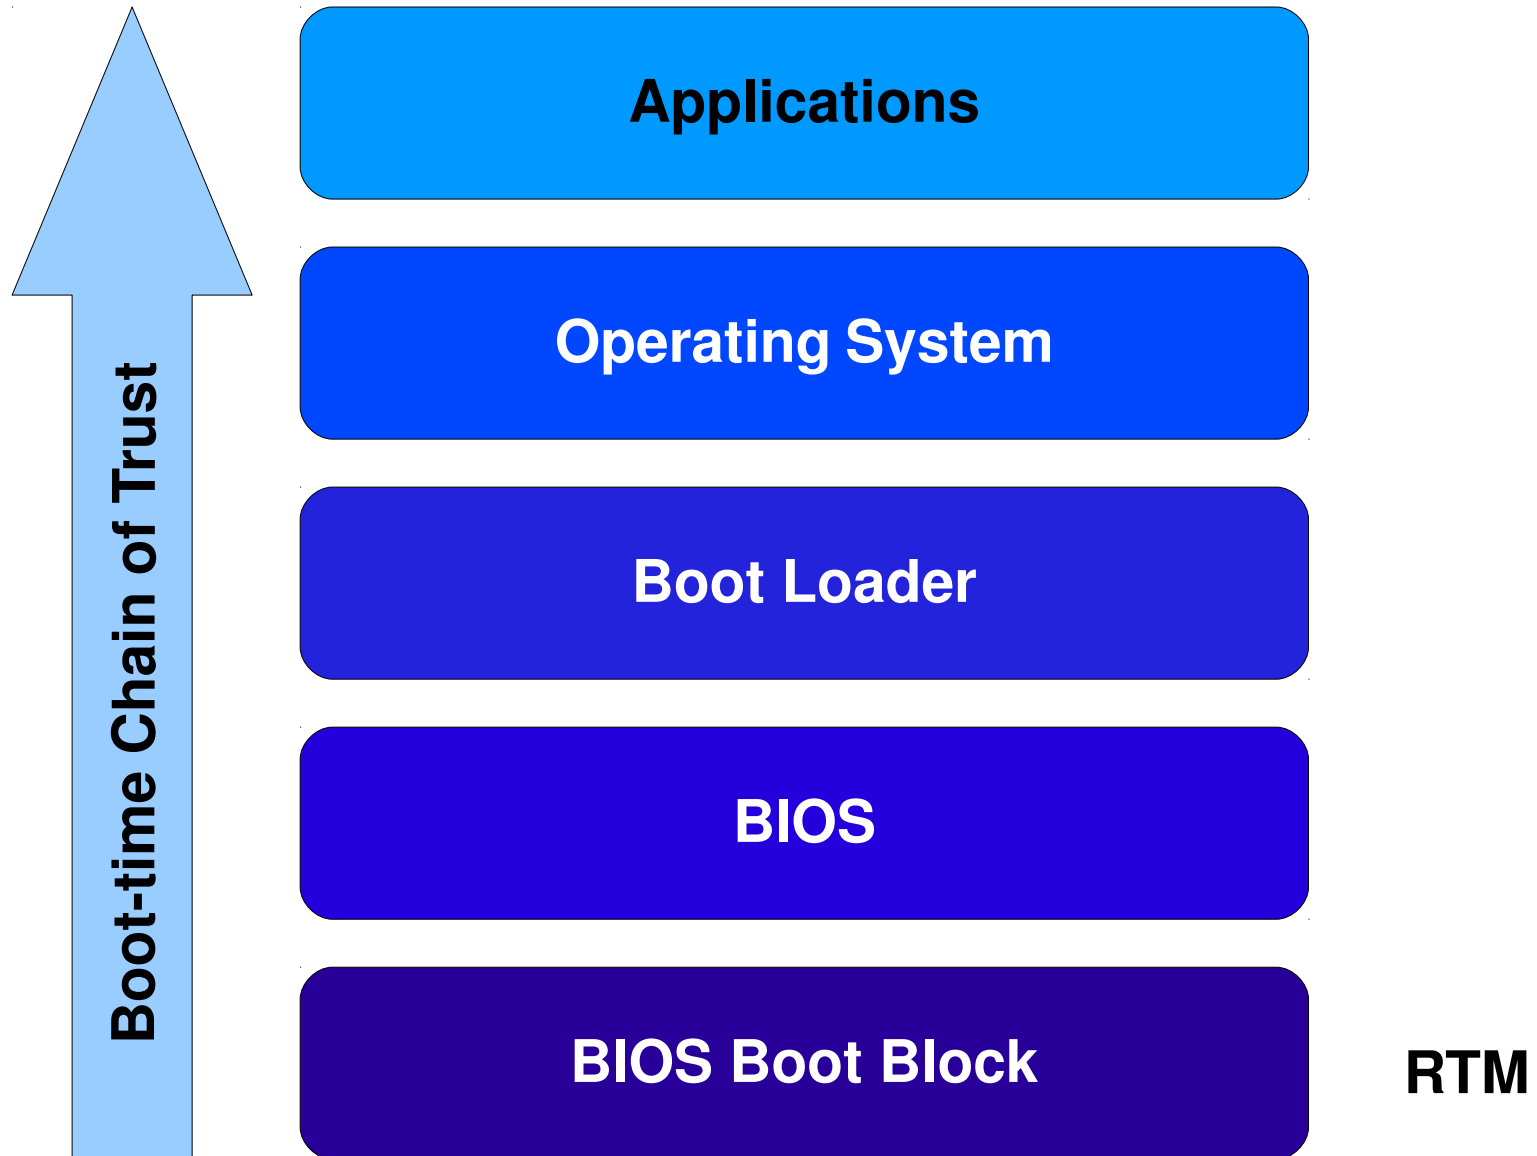 Applications
Operating System
Boot Loader
BIOS
BIOS Boot Block
RTM
Boot-time Chain of Trust